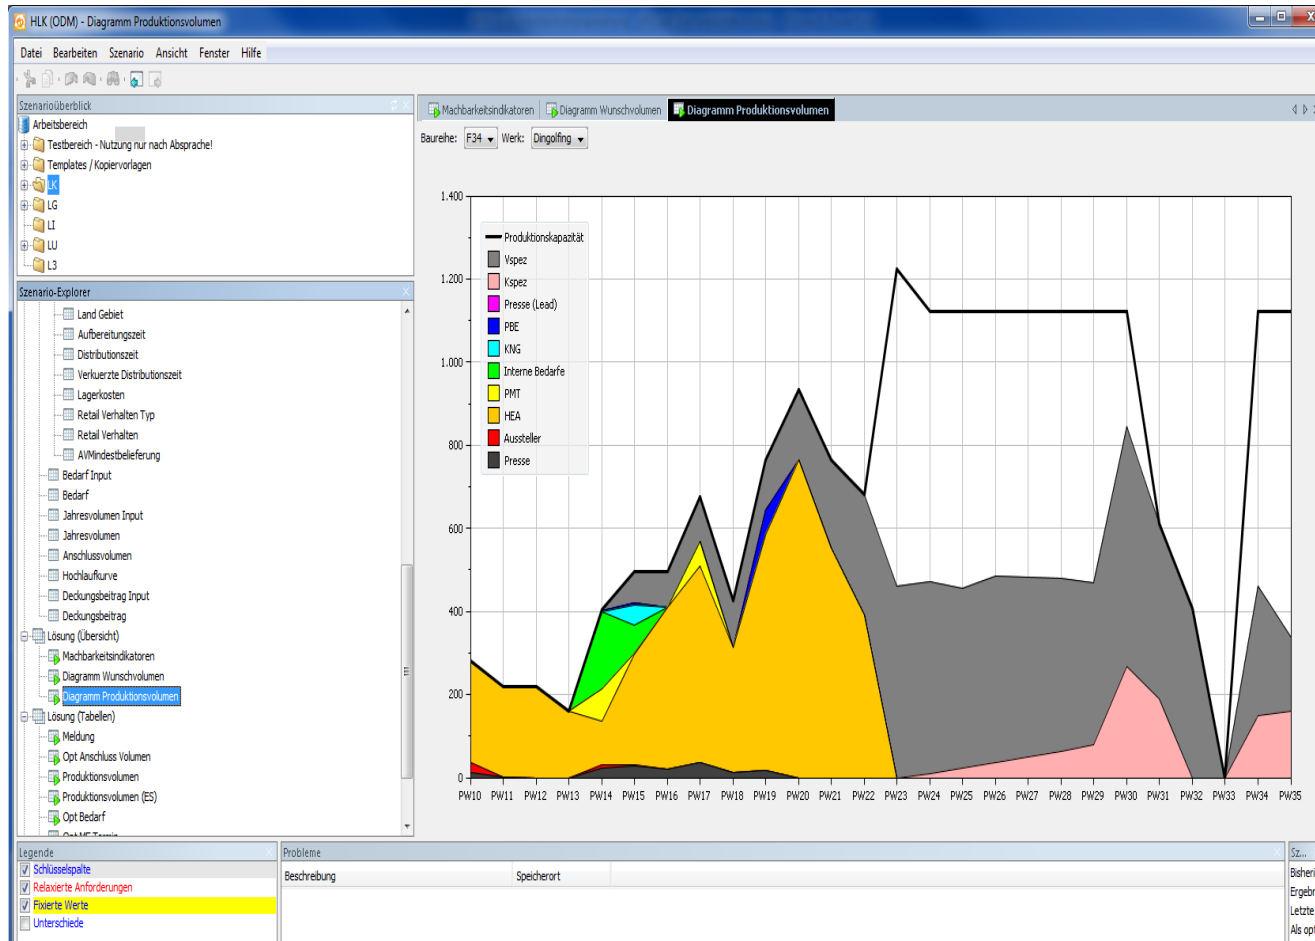 HLK (ODM) - Diagramm Produktionsvolumen
Datei Bearbeiten Szenario Ansicht Fenster Hilfe
Szenarioüberblick
Arbeitsbereich
Testbereich - Nutzung nur nach Absprache!
Templates / Kopiervorlagen
LK
LG
LI
LU
L3
Szenario-Explorer
Land Gebiet
Aufbereitungszeit
Distributionszeit
Verkuerzte Distributionszeit
Lagerkosten
Retail Verhalten Typ
Retail Verhalten
AVMindestbelieferung
Bedarf Input
Bedarf
Jahresvolumen Input
Jahresvolumen
Anschlussvolumen
Hochlaufkurve
Deckungsbeitrag Input
Deckungsbeitrag
Lösung (Übersicht)
Machbarkeitsindikatoren
Diagramm Wunschvolumen
Diagramm Produktionsvolumen
Lösung (Tabellen)
Meldung
Opt Anschluss Volumen
Produktionsvolumen
Produktionsvolumen (ES)
Opt Bedarf
Machbarkeitsindikatoren Diagramm Wunschvolumen Diagramm Produktionsvolumen
Baureihe: F34 Werk: Dingolfing
1.400
1.200
1.000
800
600
400
200
0
Produktionskapazität
Vspez
Kspez
Presse (Lead)
PBE
KNG
Interne Bedarfe
PMT
HEA
Aussteller
Presse
PW10 PW11 PW12 PW13 PW14 PW15 PW16 PW17 PW18 PW19 PW20 PW21 PW22 PW23 PW24 PW25 PW26 PW27 PW28 PW29 PW30 PW31 PW32 PW33 PW34 PW35
Legende
Schlüsselspalte
Relaxierte Anforderungen
Fixierte Werte
Unterschiede
Probleme
Beschreibung Speicherort
Sz...
Bisheri
Ergebn
Letzte
Als opt